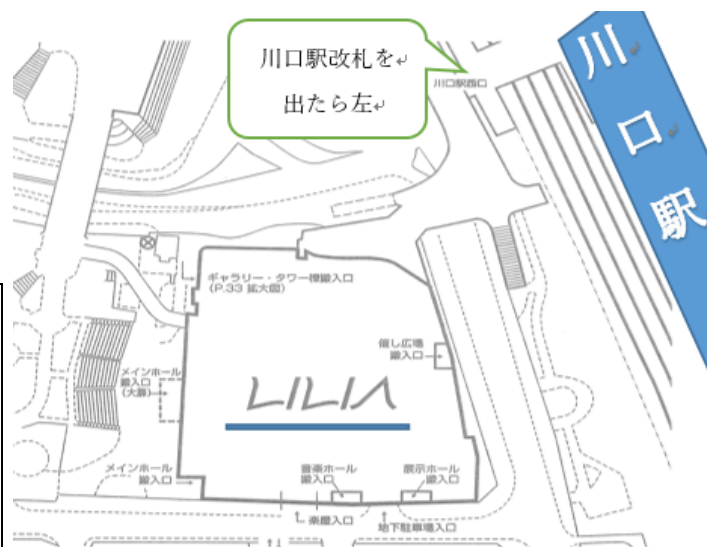 川口駅改札を
出たら左
川口駅西口
川口駅
ギャラリー・タワー棟搬入口
(P.33 拡大図)
催し広場
搬入口
メインホール
搬入口
(大扉)
LILIA
メインホール
搬入口
音楽ホール
搬入口
展示ホール
搬入口
楽屋入口
地下駐車場入口